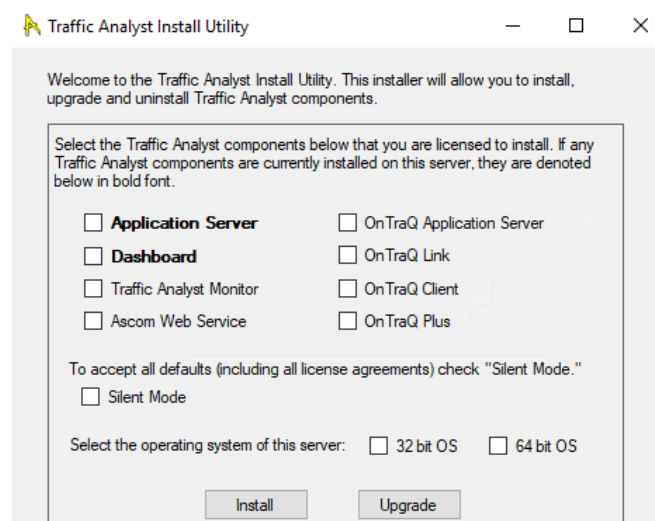 Traffic Analyst Install Utility
Welcome to the Traffic Analyst Install Utility. This installer will allow you to install,
upgrade and uninstall Traffic Analyst components.
Select the Traffic Analyst components below that you are licensed to install. If any
Traffic Analyst components are currently installed on this server, they are denoted
below in bold font.
Application Server
OnTraQ Application Server
Dashboard
OnTraQ Link
Traffic Analyst Monitor
OnTraQ Client
Ascom Web Service
OnTraQ Plus
To accept all defaults (including all license agreements) check "Silent Mode."
Silent Mode
Select the operating system of this server: 32 bit OS 64 bit OS
Install Upgrade